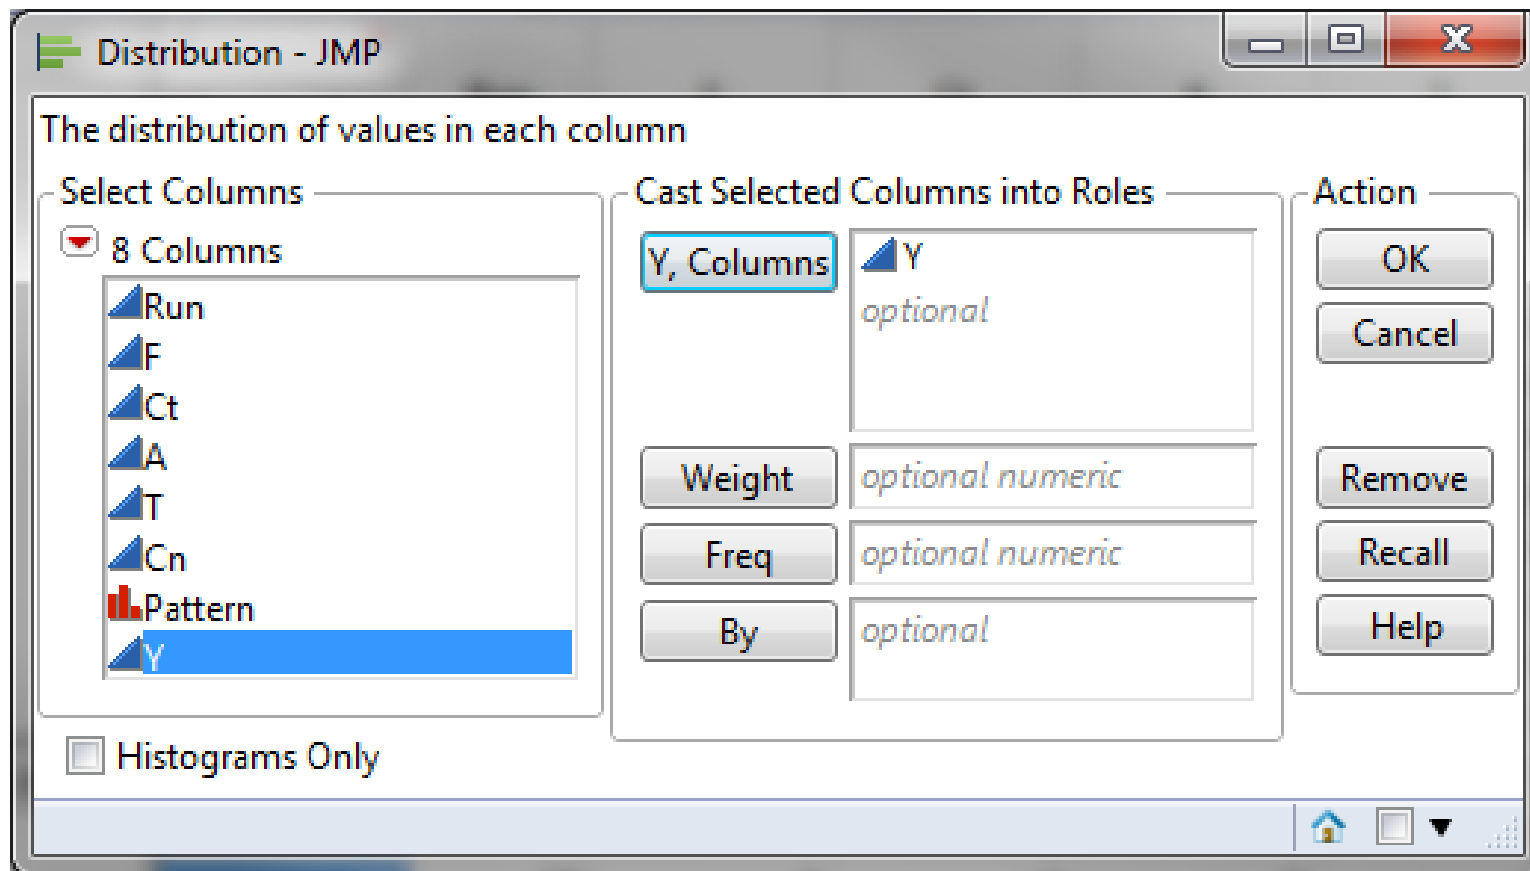 Distribution - JMP
The distribution of values in each column
Select Columns
8 Columns
Run
F
Ct
A
T
Cn
Pattern
Y
Histograms Only
Cast Selected Columns into Roles
Y, Columns
Y
optional
Weight
optional numeric
Freq
optional numeric
By
optional
Action
OK
Cancel
Remove
Recall
Help